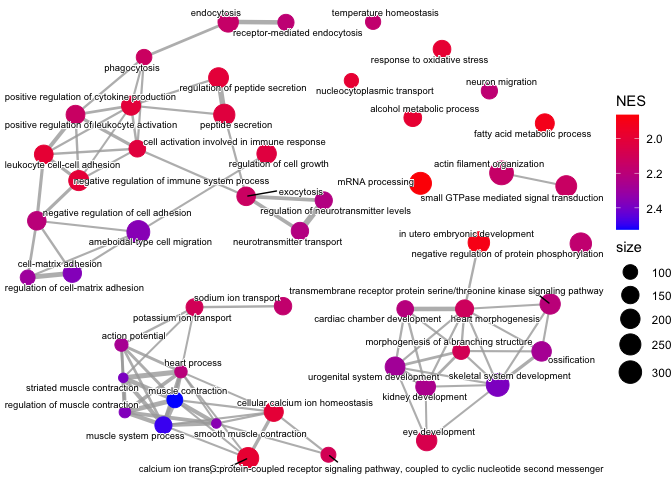 endocytosis
temperature homeostasis
receptor-mediated endocytosis
response to oxidative stress
phagocytosis
regulation of peptide secretion
neuron migration
nucleocytoplasmic transport
positive regulation of cytokine production
alcohol metabolic process
peptide secretion
positive regulation of leukocyte activation
fatty acid metabolic process
cell activation involved in immune response
leukocyte cell-cell adhesion
regulation of cell growth
actin filament organization
negative regulation of immune system process
mRNA processing
exocytosis
small GTPase mediated signal transduction
negative regulation of cell adhesion
regulation of neurotransmitter levels
ameboidal-type cell migration
neurotransmitter transport
in utero embryonic development
negative regulation of protein phosphorylation
cell-matrix adhesion
regulation of cell-matrix adhesion
transmembrane receptor protein serine/threonine kinase signaling pathway
sodium ion transport
potassium ion transport
cardiac chamber development
heart morphogenesis
action potential
morphogenesis of a branching structure
heart process
ossification
striated muscle contraction
muscle contraction
urogenital system development
skeletal system development
kidney development
regulation of muscle contraction
cellular calcium ion homeostasis
muscle system process
smooth muscle contraction
eye development
calcium ion transport
G protein-coupled receptor signaling pathway, coupled to cyclic nucleotide second messenger
NES
2.0
2.2
2.4
size
100
150
200
250
300